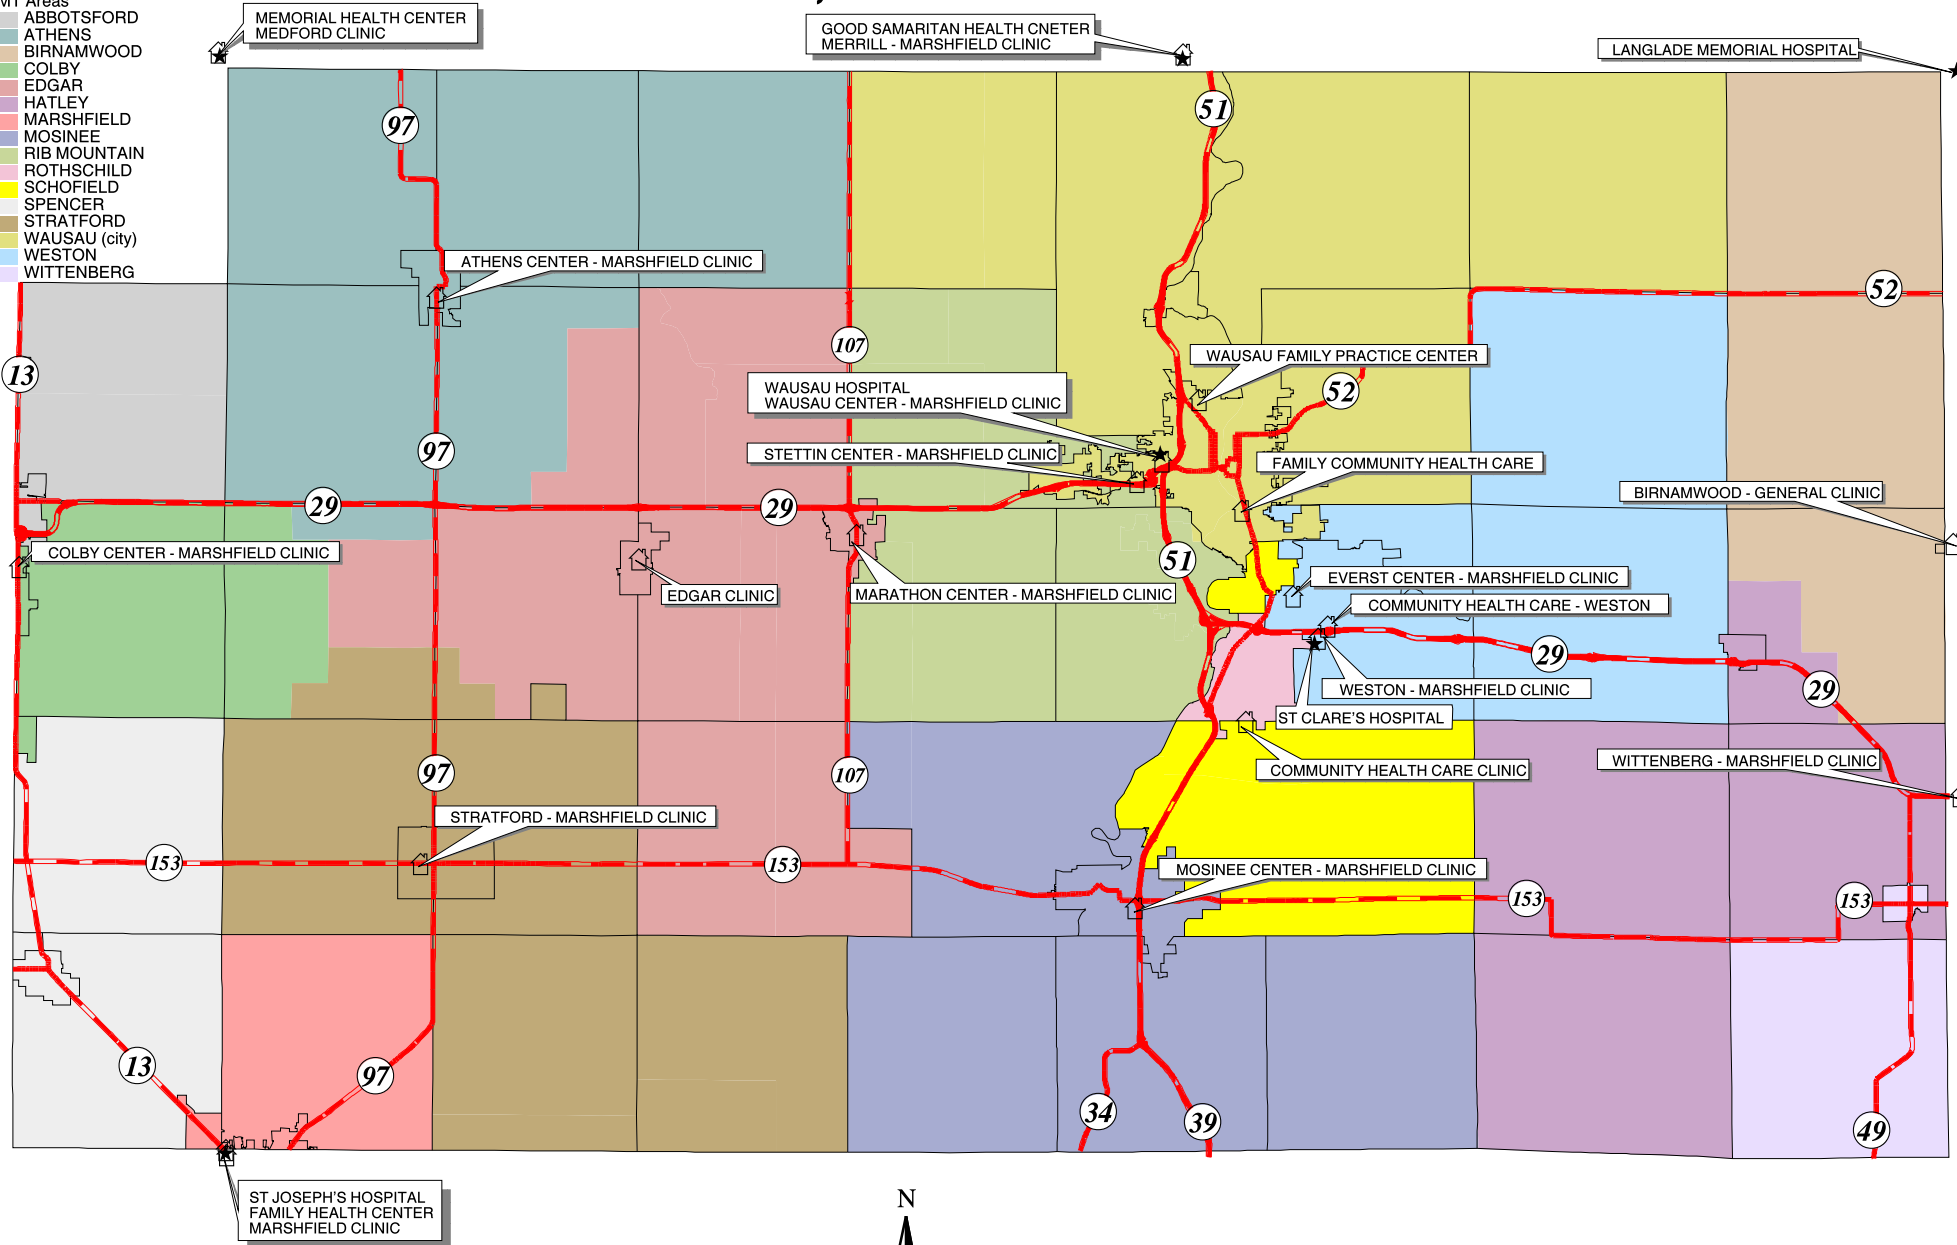 Areas
ABBOTSFORD
ATHENS
BIRNAMWOOD
COLBY
EDGAR
HATLEY
MARSHFIELD
MOSINEE
RIB MOUNTAIN
ROTHSCHILD
SCHOFIELD
SPENCER
STRATFORD
WAUSAU (city)
WESTON
WITTENBERG
MEMORIAL HEALTH CENTER
MEDFORD CLINIC
GOOD SAMARITAN HEALTH CNETER
MERRILL - MARSHFIELD CLINIC
LANGLADE MEMORIAL HOSPITAL
97
51
ATHENS CENTER - MARSHFIELD CLINIC
52
107
13
WAUSAU FAMILY PRACTICE CENTER
WAUSAU HOSPITAL
WAUSAU CENTER - MARSHFIELD CLINIC
52
97
STETTIN CENTER - MARSHFIELD CLINIC
FAMILY COMMUNITY HEALTH CARE
BIRNAMWOOD - GENERAL CLINIC
29
29
COLBY CENTER - MARSHFIELD CLINIC
51
EDGAR CLINIC
MARATHON CENTER - MARSHFIELD CLINIC
EVERST CENTER - MARSHFIELD CLINIC
COMMUNITY HEALTH CARE - WESTON
29
WESTON - MARSHFIELD CLINIC
29
ST CLARE'S HOSPITAL
WITTENBERG - MARSHFIELD CLINIC
97
107
COMMUNITY HEALTH CARE CLINIC
STRATFORD - MARSHFIELD CLINIC
153
153
MOSINEE CENTER - MARSHFIELD CLINIC
153
153
13
97
34
39
49
ST JOSEPH'S HOSPITAL
FAMILY HEALTH CENTER
MARSHFIELD CLINIC
N